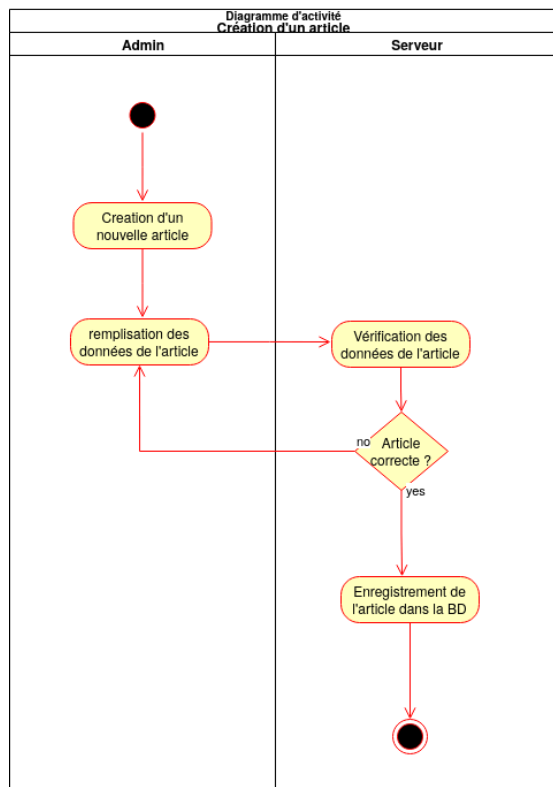 Diagramme d'activité
Création d'un article
Admin
Serveur
Creation d'un
nouvelle article
remplisation des
données de l'article
Vérification des
données de l'article
Article
correcte ?
no
yes
Enregistrement de
l'article dans la BD